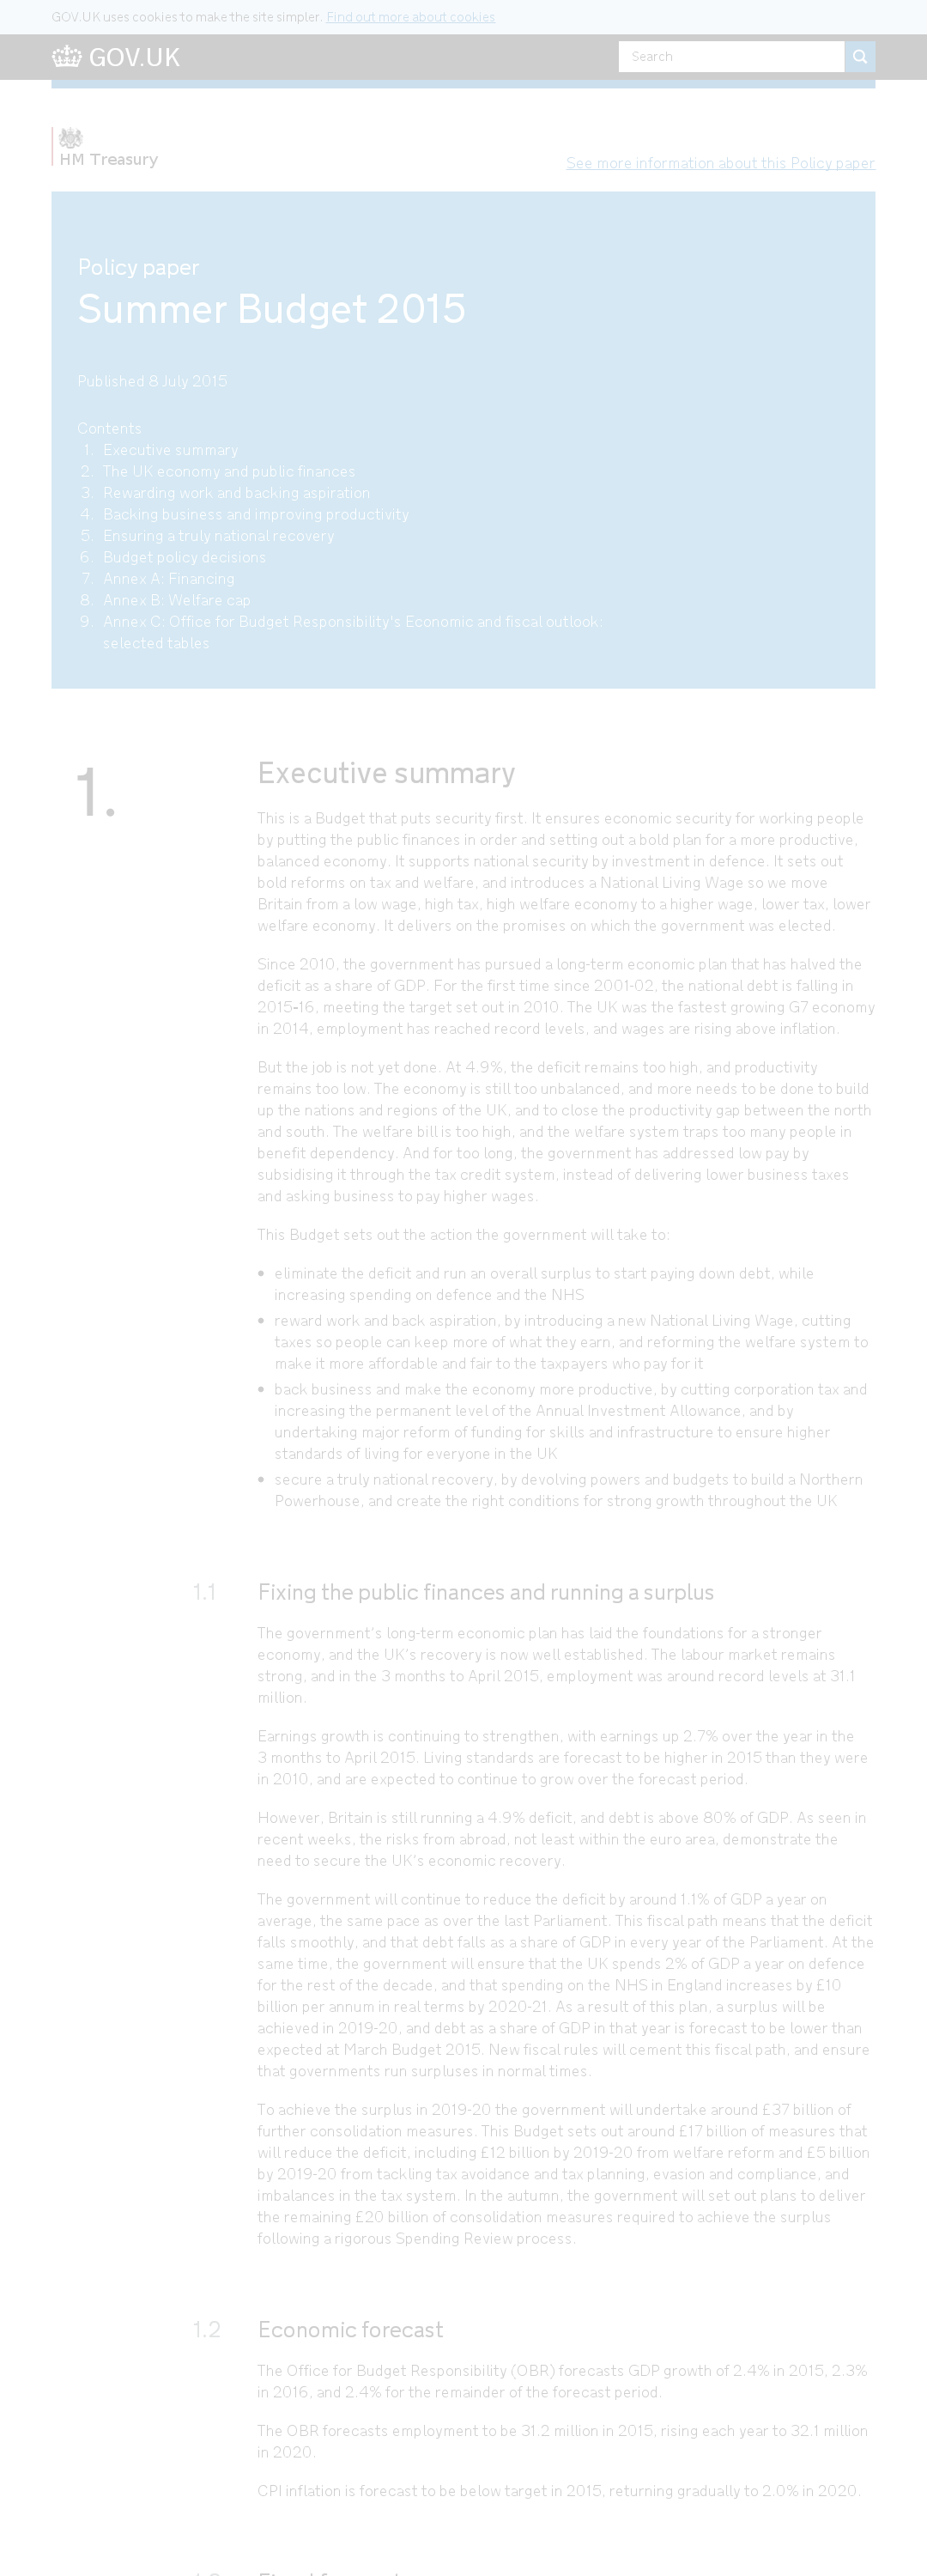 GOV.UK uses cookies to make the site simpler. Find out more about cookies
GOV.UK
Search
HM Treasury
See more information about this Policy paper
Policy paper
Summer Budget 2015
Published 8 July 2015
Contents
1. Executive summary
2. The UK economy and public finances
3. Rewarding work and backing aspiration
4. Backing business and improving productivity
5. Ensuring a truly national recovery
6. Budget policy decisions
7. Annex A: Financing
8. Annex B: Welfare cap
9. Annex C: Office for Budget Responsibility's Economic and fiscal outlook:
selected tables
1. Executive summary
This is a Budget that puts security first. It ensures economic security for working people
by putting the public finances in order and setting out a bold plan for a more productive,
balanced economy. It supports national security by investment in defence. It sets out
bold reforms on tax and welfare, and introduces a National Living Wage so we move
Britain from a low wage, high tax, high welfare economy to a higher wage, lower tax, lower
welfare economy. It delivers on the promises on which the government was elected.
Since 2010, the government has pursued a long-term economic plan that has halved the
deficit as a share of GDP. For the first time since 2001-02, the national debt is falling in
2015-16, meeting the target set out in 2010. The UK was the fastest growing G7 economy
in 2014, employment has reached record levels, and wages are rising above inflation.
But the job is not yet done. At 4.9%, the deficit remains too high, and productivity
remains too low. The economy is still too unbalanced, and more needs to be done to build
up the nations and regions of the UK, and to close the productivity gap between the north
and south. The welfare bill is too high, and the welfare system traps too many people in
benefit dependency. And for too long, the government has addressed low pay by
subsidising it through the tax credit system, instead of delivering lower business taxes
and asking business to pay higher wages.
This Budget sets out the action the government will take to:
• eliminate the deficit and run an overall surplus to start paying down debt, while
increasing spending on defence and the NHS
• reward work and back aspiration, by introducing a new National Living Wage, cutting
taxes so people can keep more of what they earn, and reforming the welfare system to
make it more affordable and fair to the taxpayers who pay for it
• back business and make the economy more productive, by cutting corporation tax and
increasing the permanent level of the Annual Investment Allowance, and by
undertaking major reform of funding for skills and infrastructure to ensure higher
standards of living for everyone in the UK
• secure a truly national recovery, by devolving powers and budgets to build a Northern
Powerhouse, and create the right conditions for strong growth throughout the UK
1.1 Fixing the public finances and running a surplus
The government's long-term economic plan has laid the foundations for a stronger
economy, and the UK's recovery is now well established. The labour market remains
strong, and in the 3 months to April 2015, employment was around record levels at 31.1
million.
Earnings growth is continuing to strengthen, with earnings up 2.7% over the year in the
3 months to April 2015. Living standards are forecast to be higher in 2015 than they were
in 2010, and are expected to continue to grow over the forecast period.
However, Britain is still running a 4.9% deficit, and debt is above 80% of GDP. As seen in
recent weeks, the risks from abroad, not least within the euro area, demonstrate the
need to secure the UK's economic recovery.
The government will continue to reduce the deficit by around 1.1% of GDP a year on
average, the same pace as over the last Parliament. This fiscal path means that the deficit
falls smoothly, and that debt falls as a share of GDP in every year of the Parliament. At the
same time, the government will ensure that the UK spends 2% of GDP a year on defence
for the rest of the decade, and that spending on the NHS in England increases by £10
billion per annum in real terms by 2020-21. As a result of this plan, a surplus will be
achieved in 2019-20, and debt as a share of GDP in that year is forecast to be lower than
expected at March Budget 2015. New fiscal rules will cement this fiscal path, and ensure
that governments run surpluses in normal times.
To achieve the surplus in 2019-20 the government will undertake around £37 billion of
further consolidation measures. This Budget sets out around £17 billion of measures that
will reduce the deficit, including £12 billion by 2019-20 from welfare reform and £5 billion
by 2019-20 from tackling tax avoidance and tax planning, evasion and compliance, and
imbalances in the tax system. In the autumn, the government will set out plans to deliver
the remaining £20 billion of consolidation measures required to achieve the surplus
following a rigorous Spending Review process.
1.2 Economic forecast
The Office for Budget Responsibility (OBR) forecasts GDP growth of 2.4% in 2015, 2.3%
in 2016, and 2.4% for the remainder of the forecast period.
The OBR forecasts employment to be 31.2 million in 2015, rising each year to 32.1 million
in 2020.
CPI inflation is forecast to be below target in 2015, returning gradually to 2.0% in 2020.